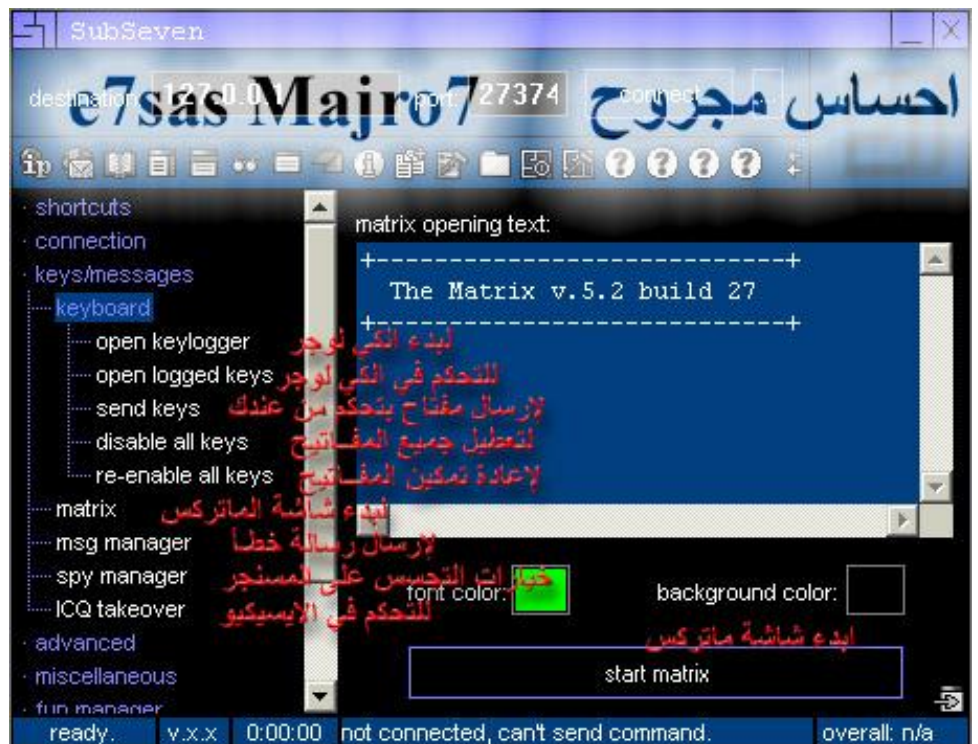 SubSeven
destination: 127.0.0. port: 27374 connect
e7sas Majro7 احساس مجروح
ip
shortcuts
connection
keys/messages
keyboard
open keylogger لبدء الكي لوجر
open logged keys للتحكم في الكي لوجر
send keys لإرسال مفتاح يتحكم من عندك
disable all keys لتعطيل جميع المفــاتيح
re-enable all keys لإعادة تمكين المفــاتيح
matrix لبدء شاشة الماتركس
msg manager لإرسال رسالة خطـأ
spy manager خيارات التجسس على المسنجر
ICQ takeover للتحكم في الايسيكيو
advanced
miscellaneous
fun manager
matrix opening text:
+-----------------------------+
The Matrix v.5.2 build 27
+-----------------------------+
font color: background color:
ابدء شاشة ماتركس
start matrix
ready. v.x.x 0:00:00 not connected, can't send command. overall: n/a